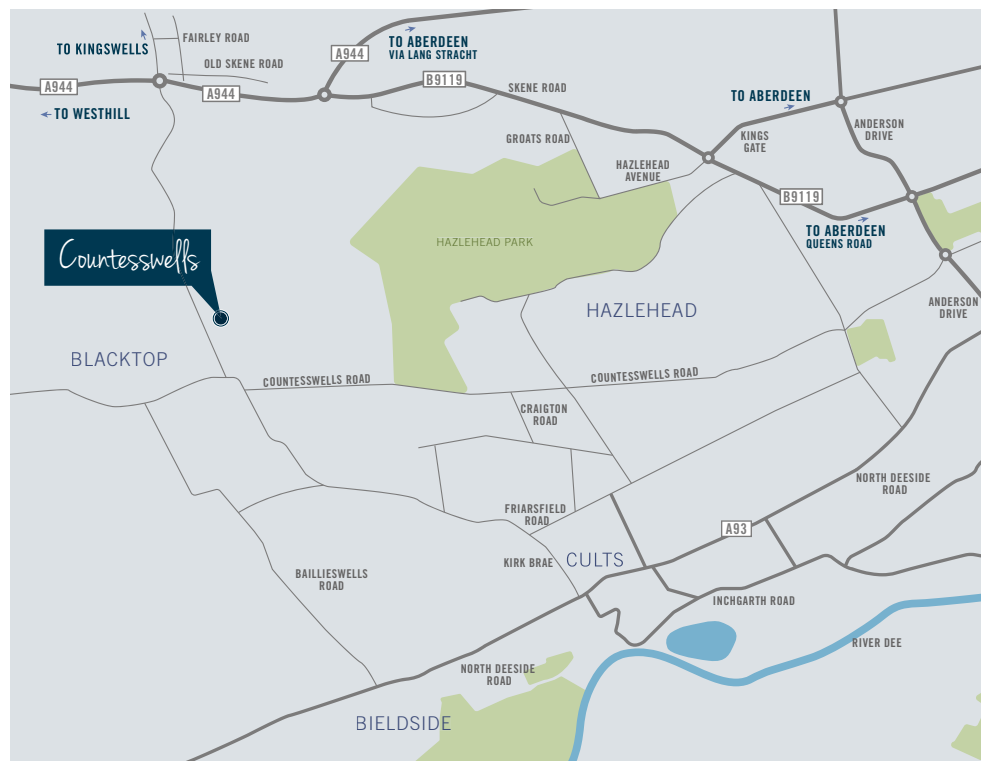 FAIRLEY ROAD
TO KINGSWELLS
OLD SKENE ROAD
A944
TO ABERDEEN
VIA LANG STRACHT
A944
A944
B9119
SKENE ROAD
TO WESTHILL
TO ABERDEEN
KINGS
GATE
ANDERSON
DRIVE
GROATS ROAD
HAZLEHEAD
AVENUE
B9119
TO ABERDEEN
QUEENS ROAD
HAZLEHEAD PARK
Countesswells
HAZLEHEAD
ANDERSON
DRIVE
BLACKTOP
COUNTESSWELLS ROAD
COUNTESSWELLS ROAD
CRAIGTON
ROAD
NORTH DEESIDE
ROAD
FRIARSFIELD
ROAD
A93
KIRK BRAE
CULTS
BAILLIESWELLS
ROAD
INCHGARTH ROAD
RIVER DEE
NORTH DEESIDE
ROAD
BIELDSIDE